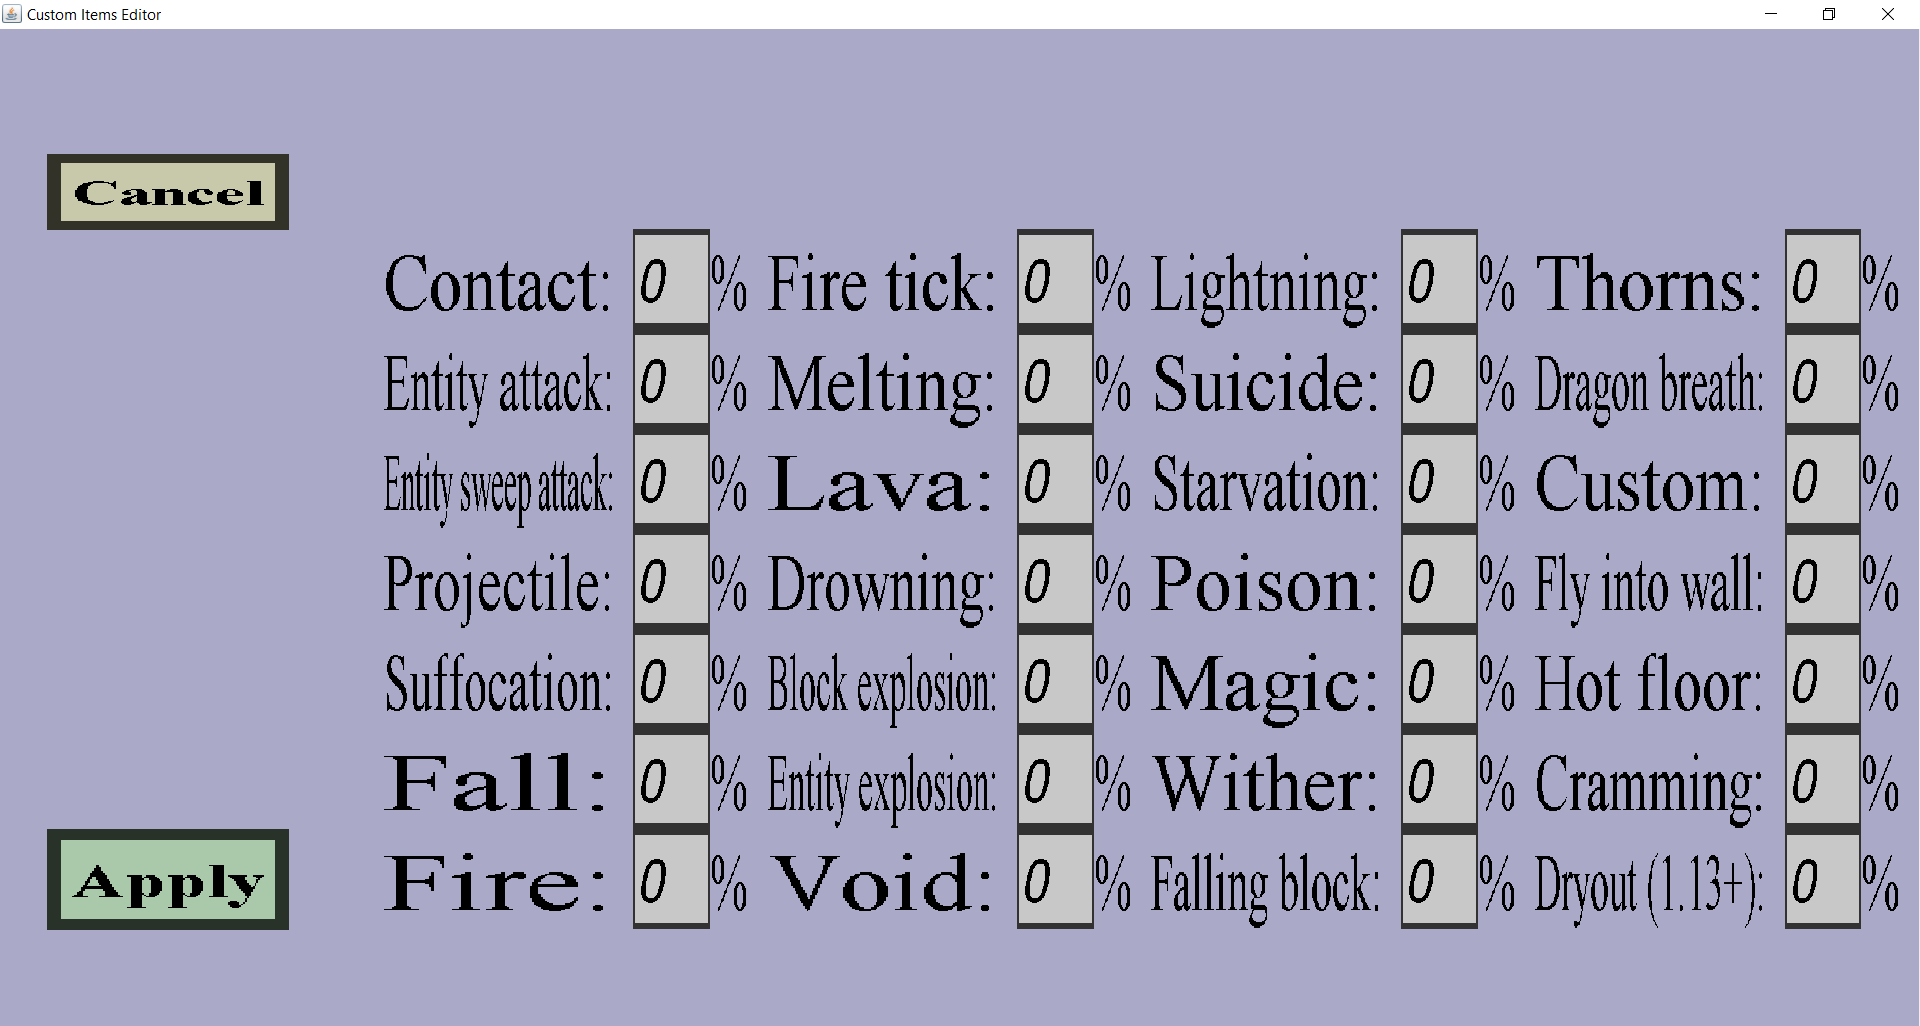 Custom Items Editor
Cancel
Contact: 0 % Fire tick: 0 % Lightning: 0 % Thorns: 0 %
Entity attack: 0 % Melting: 0 % Suicide: 0 % Dragon breath: 0 %
Entity sweep attack: 0 % Lava: 0 % Starvation: 0 % Custom: 0 %
Projectile: 0 % Drowning: 0 % Poison: 0 % Fly into wall: 0 %
Suffocation: 0 % Block explosion: 0 % Magic: 0 % Hot floor: 0 %
Fall: 0 % Entity explosion: 0 % Wither: 0 % Cramming: 0 %
Apply
Fire: 0 % Void: 0 % Falling block: 0 % Dryout (1.13+): 0 %